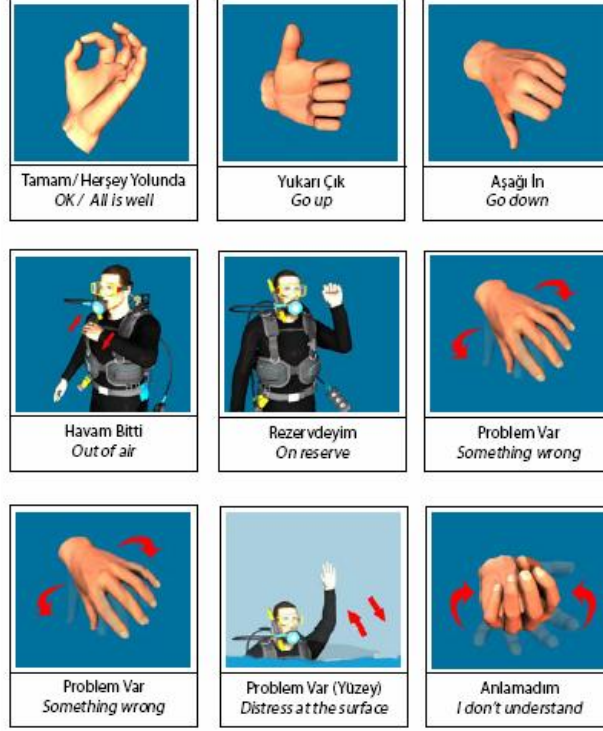 Tamam/ Herşey Yolunda
OK / All is well
Yukarı Çık
Go up
Aşağı İn
Go down
Havam Bitti
Out of air
Rezervdeyim
On reserve
Problem Var
Something wrong
Problem Var
Something wrong
Problem Var (Yüzey)
Distress at the surface
Anlamadım
I don't understand